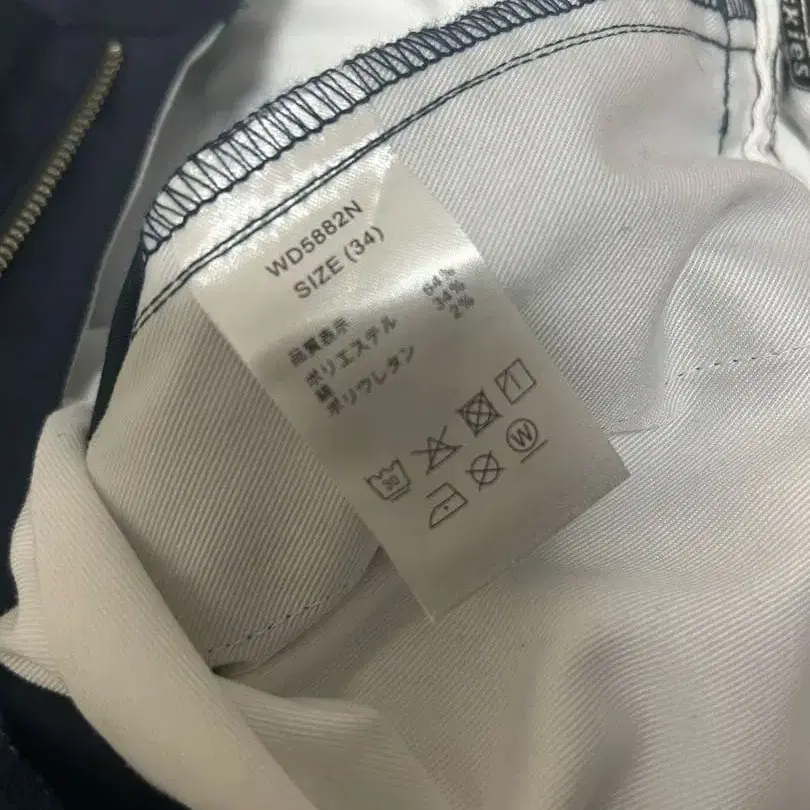 WD5882N
SIZE (34)
品質表示
ポリエステル 64%
綿 34%
ポリウレタン 2%
30
W